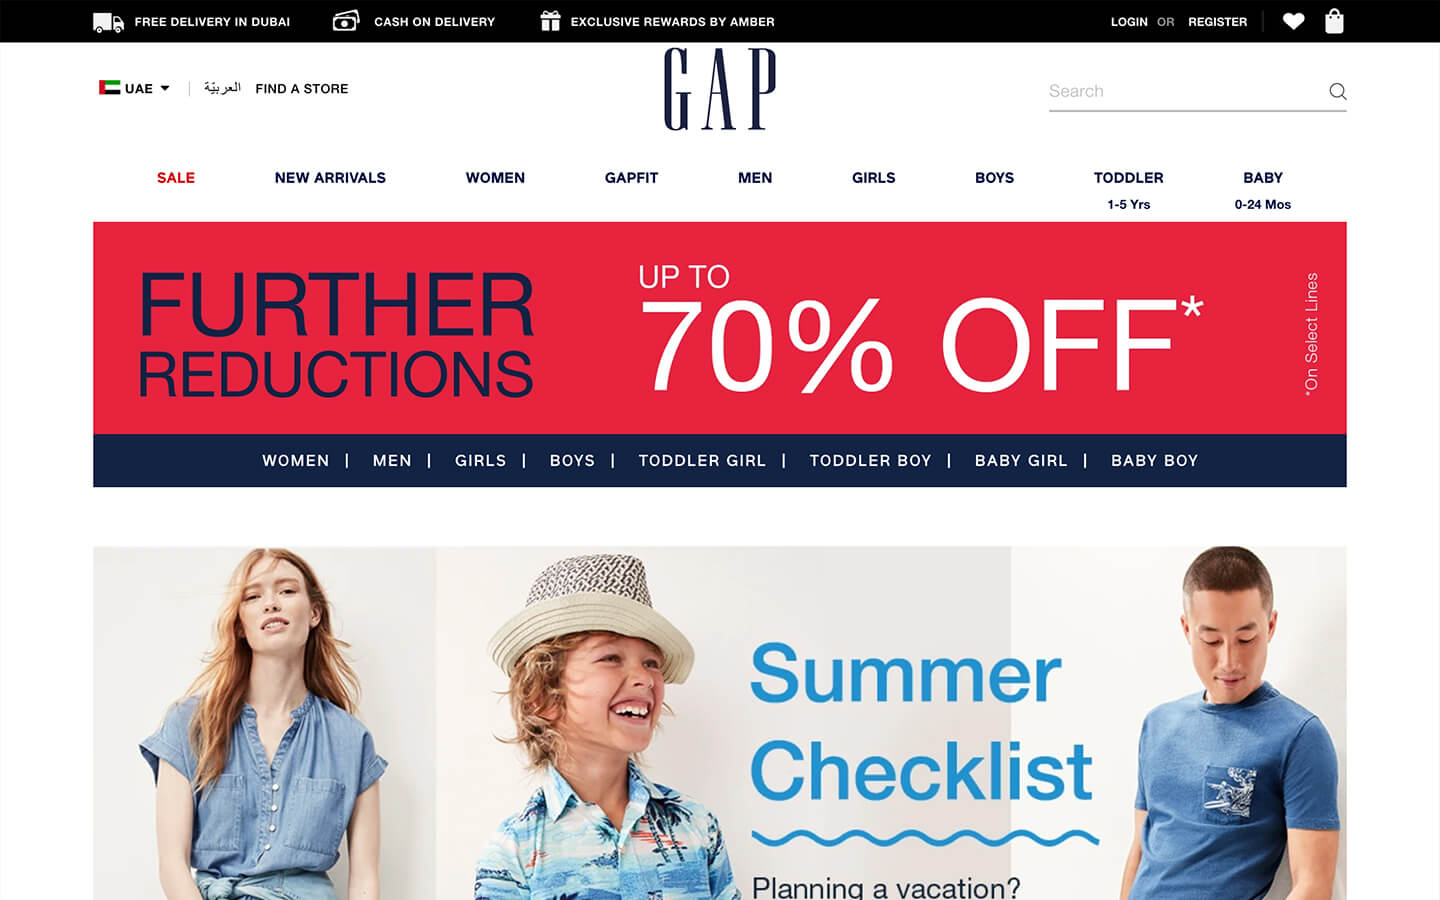 FREE DELIVERY IN DUBAI
CASH ON DELIVERY
EXCLUSIVE REWARDS BY AMBER
LOGIN OR REGISTER
UAE
العربيّة
FIND A STORE
GAP
Search
SALE
NEW ARRIVALS
WOMEN
GAPFIT
MEN
GIRLS
BOYS
TODDLER
1-5 Yrs
BABY
0-24 Mos
FURTHER
REDUCTIONS
UP TO
70% OFF*
*On Select Lines
WOMEN | MEN | GIRLS | BOYS | TODDLER GIRL | TODDLER BOY | BABY GIRL | BABY BOY
Summer
Checklist
Planning a vacation?